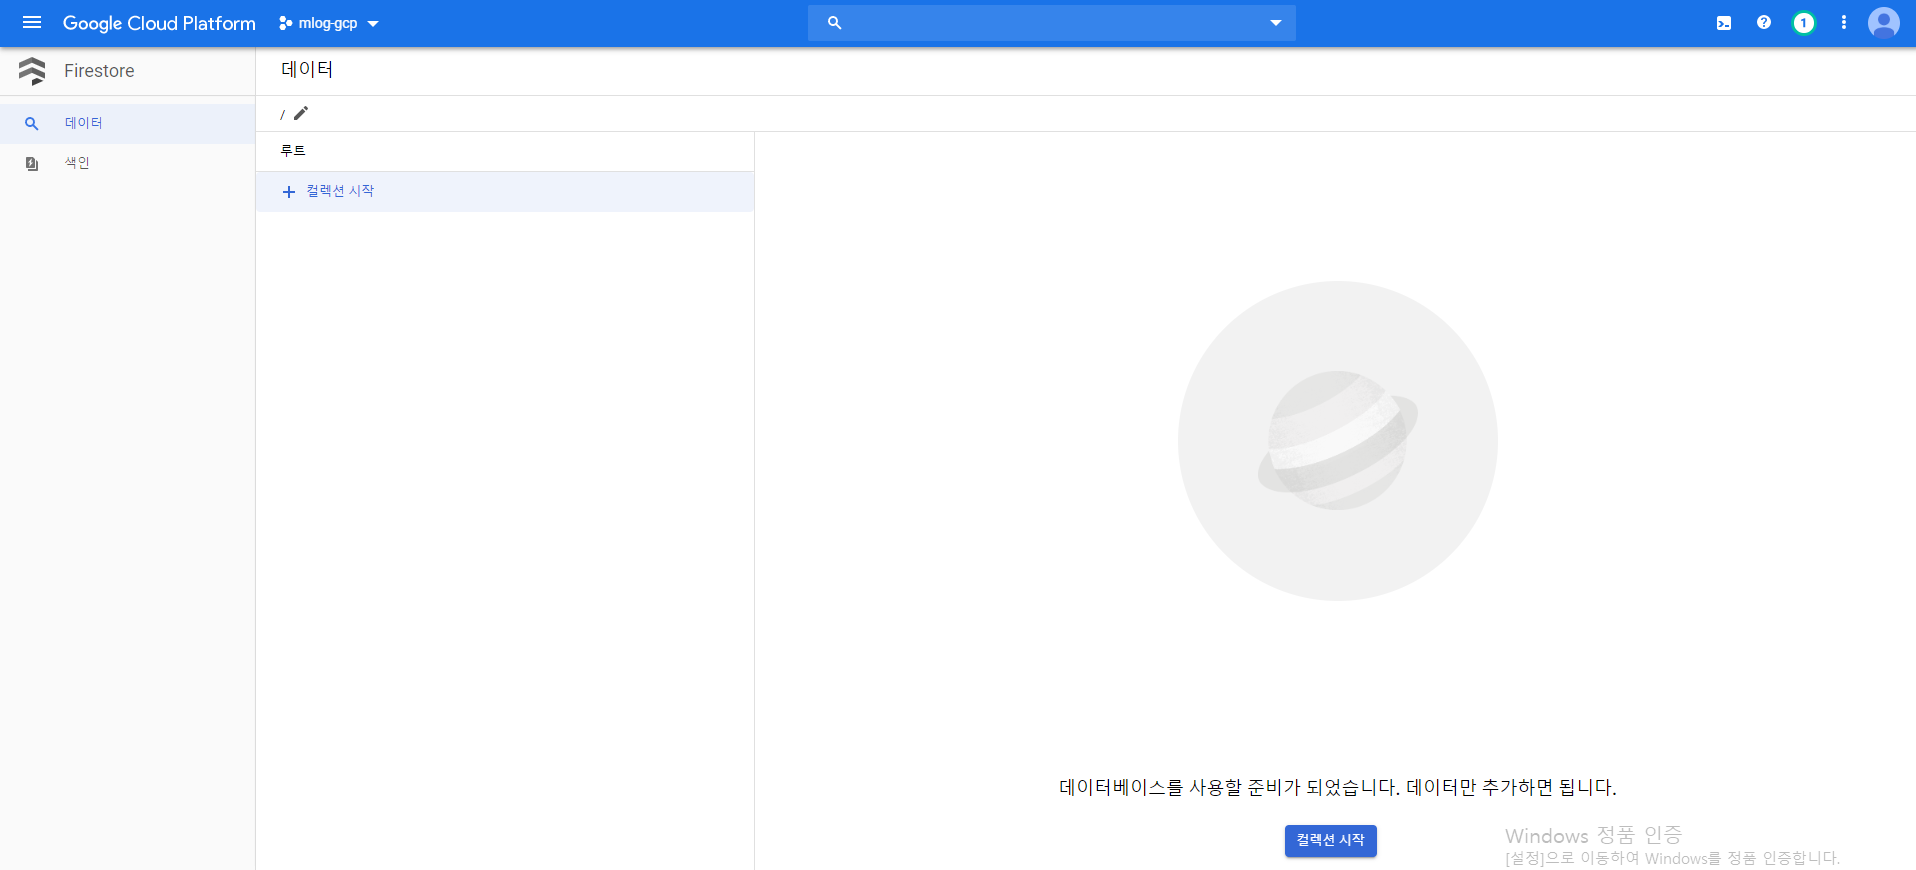 Google Cloud Platform
mlog-gcp
1
Firestore
데이터
색인
데이터
/
루트
컬렉션 시작
데이터베이스를 사용할 준비가 되었습니다. 데이터만 추가하면 됩니다.
컬렉션 시작
Windows 정품 인증
[설정]으로 이동하여 Windows를 정품 인증합니다.